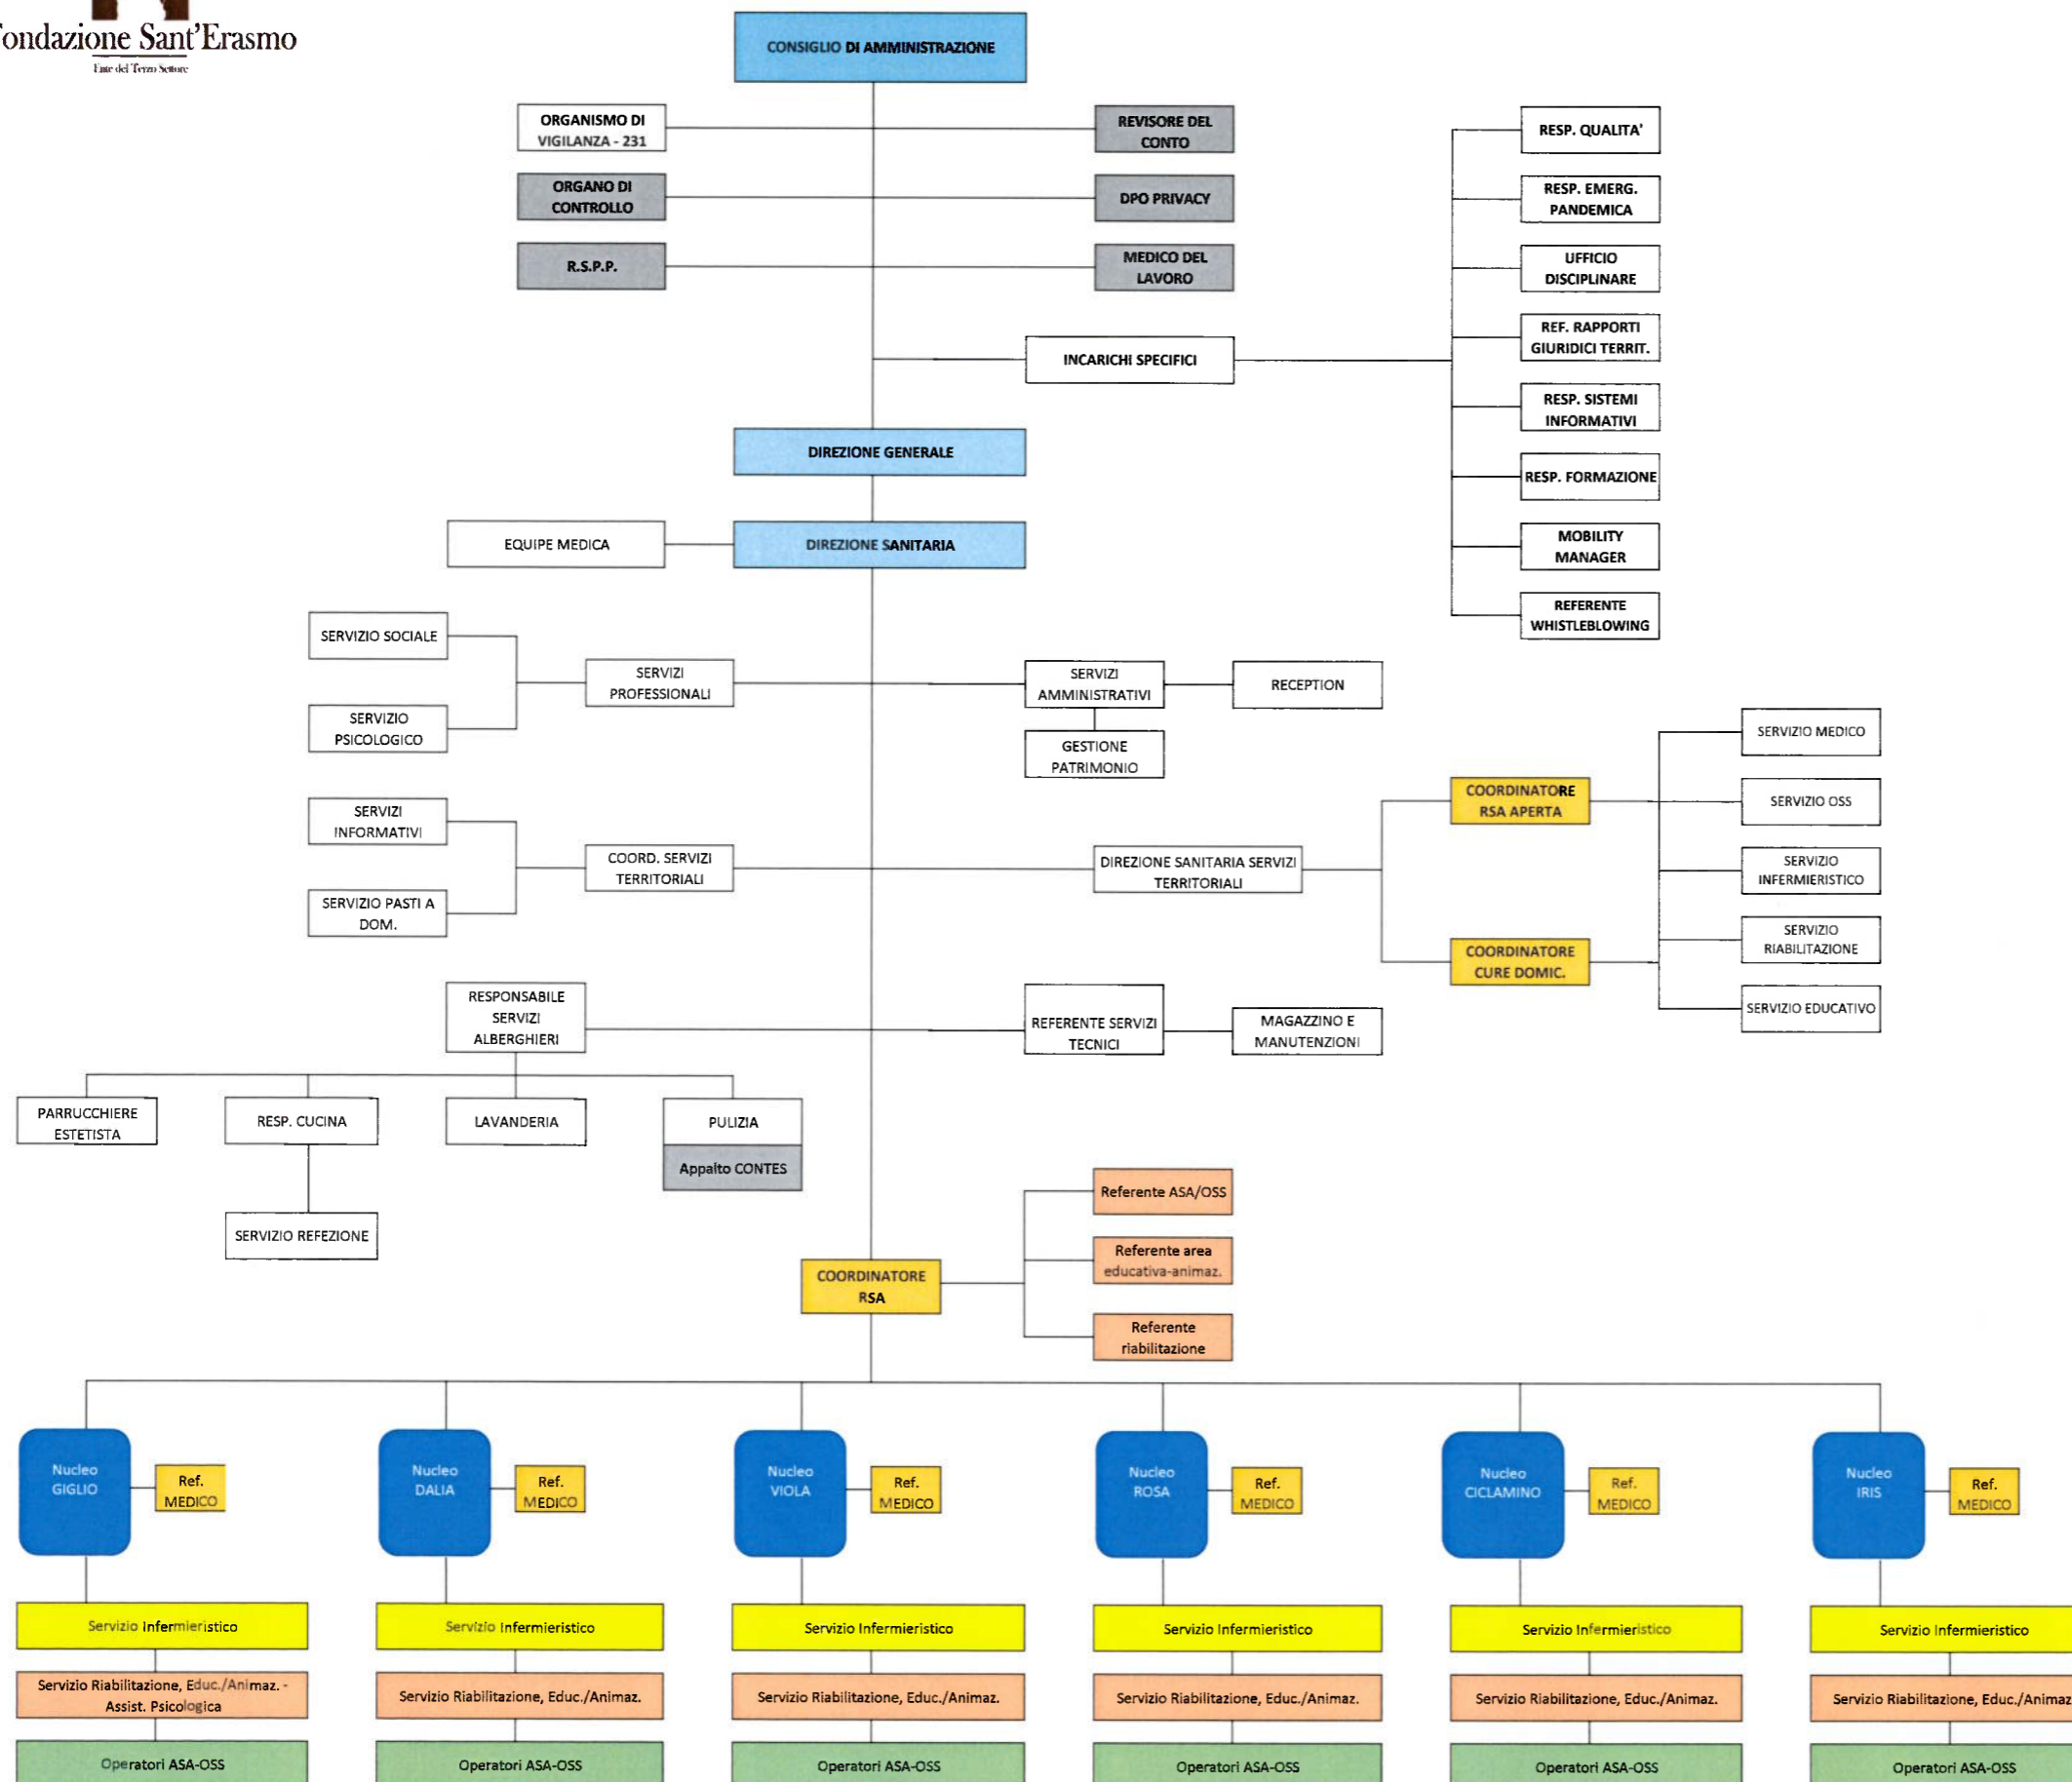 Fondazione Sant'Erasmo
Ente del Terzo Settore
CONSIGLIO DI AMMINISTRAZIONE
ORGANISMO DI
VIGILANZA - 231
REVISORE DEL
CONTO
RESP. QUALITA'
ORGANO DI
CONTROLLO
DPO PRIVACY
RESP. EMERG.
PANDEMICA
R.S.P.P.
MEDICO DEL
LAVORO
UFFICIO
DISCIPLINARE
INCARICHI SPECIFICI
REF. RAPPORTI
GIURIDICI TERRIT.
RESP. SISTEMI
INFORMATIVI
DIREZIONE GENERALE
RESP. FORMAZIONE
EQUIPE MEDICA
DIREZIONE SANITARIA
MOBILITY
MANAGER
REFERENTE
WHISTLEBLOWING
SERVIZIO SOCIALE
SERVIZI
PROFESSIONALI
SERVIZI
AMMINISTRATIVI
RECEPTION
SERVIZIO
PSICOLOGICO
GESTIONE
PATRIMONIO
SERVIZIO MEDICO
SERVIZI
INFORMATIVI
COORDINATORE
RSA APERTA
SERVIZIO OSS
COORD. SERVIZI
TERRITORIALI
DIREZIONE SANITARIA SERVIZI
TERRITORIALI
SERVIZIO
INFERMIERISTICO
SERVIZIO PASTI A
DOM.
COORDINATORE
CURE DOMIC.
SERVIZIO
RIABILITAZIONE
RESPONSABILE
SERVIZI
ALBERGHIERI
REFERENTE SERVIZI
TECNICI
MAGAZZINO E
MANUTENZIONI
SERVIZIO EDUCATIVO
PARRUCCHIERE
ESTETISTA
RESP. CUCINA
LAVANDERIA
PULIZIA
Appalto CONTES
SERVIZIO REFEZIONE
Referente ASA/OSS
Referente area
educativa-animaz.
COORDINATORE
RSA
Referente
riabilitazione
Nucleo
GIGLIO
Ref.
MEDICO
Nucleo
DALIA
Ref.
MEDICO
Nucleo
VIOLA
Ref.
MEDICO
Nucleo
ROSA
Ref.
MEDICO
Nucleo
CICLAMINO
Ref.
MEDICO
Nucleo
IRIS
Ref.
MEDICO
Servizio Infermieristico
Servizio Infermieristico
Servizio Infermieristico
Servizio Infermieristico
Servizio Infermieristico
Servizio Infermieristico
Servizio Riabilitazione, Educ./Animaz. -
Assist. Psicologica
Servizio Riabilitazione, Educ./Animaz.
Servizio Riabilitazione, Educ./Animaz.
Servizio Riabilitazione, Educ./Animaz.
Servizio Riabilitazione, Educ./Animaz.
Servizio Riabilitazione, Educ./Animaz
Operatori ASA-OSS
Operatori ASA-OSS
Operatori ASA-OSS
Operatori ASA-OSS
Operatori ASA-OSS
Operatori ASA-OSS